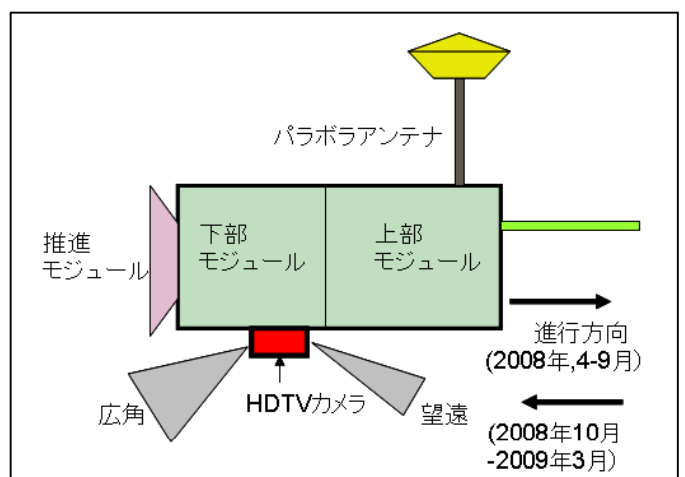 パラボラアンテナ
推進
モジュール
下部
モジュール
上部
モジュール
進行方向
(2008年,4-9月)
広角
HDTVカメラ
望遠
(2008年10月
-2009年3月)